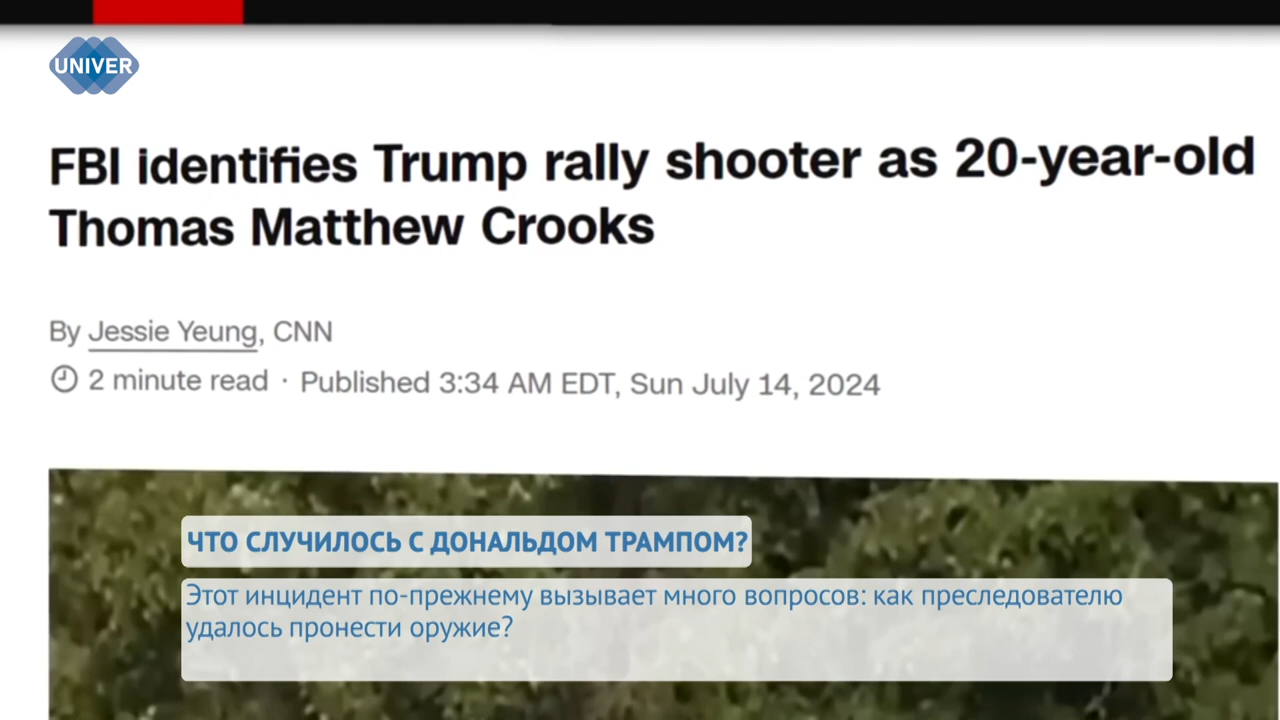 UNIVER
FBI identifies Trump rally shooter as 20-year-old
Thomas Matthew Crooks
By Jessie Yeung, CNN
2 minute read · Published 3:34 AM EDT, Sun July 14, 2024
ЧТО СЛУЧИЛОСЬ С ДОНАЛЬДОМ ТРАМПОМ?
Этот инцидент по-прежнему вызывает много вопросов: как преследователю
удалось пронести оружие?